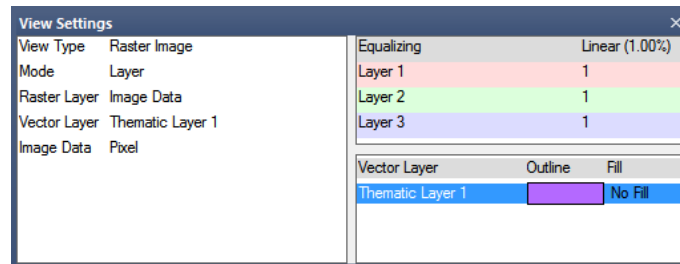 View Settings
View Type Raster Image
Mode Layer
Raster Layer Image Data
Vector Layer Thematic Layer 1
Image Data Pixel
Equalizing Linear (1.00%)
Layer 1 1
Layer 2 1
Layer 3 1
Vector Layer Outline Fill
Thematic Layer 1 No Fill